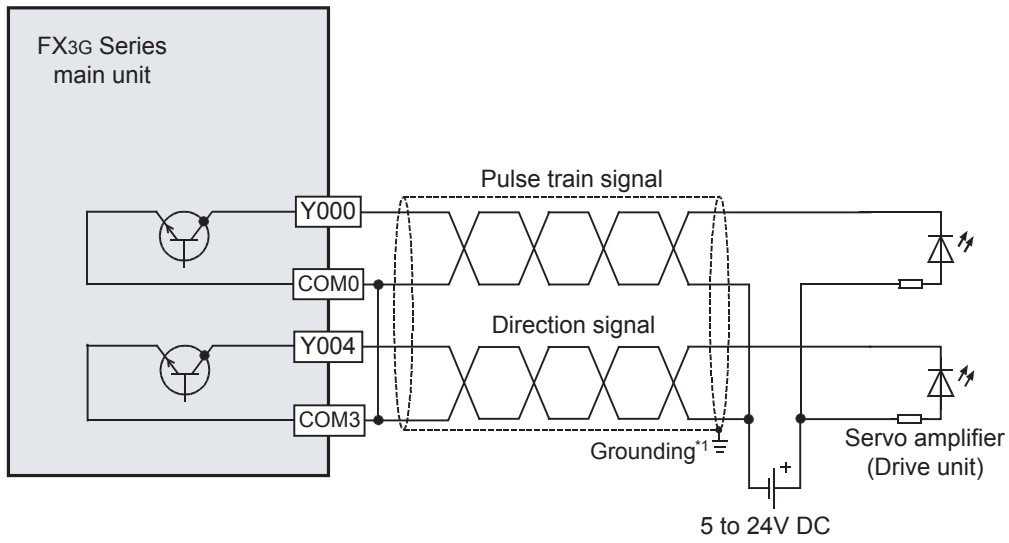 FX3G Series
main unit
Pulse train signal
Y000
COM0
Direction signal
Y004
COM3
Grounding*1
Servo amplifier
(Drive unit)
+
5 to 24V DC